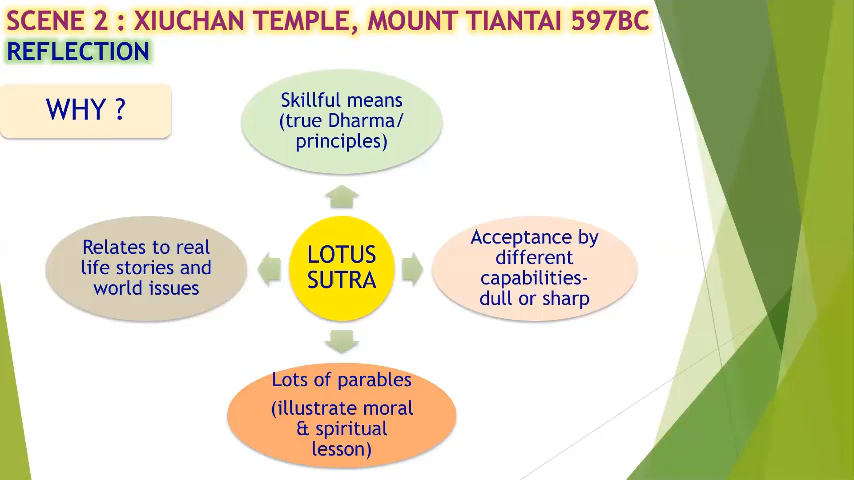 SCENE 2 : XIUCHAN TEMPLE, MOUNT TIANTAI 597BC
REFLECTION
WHY ?
Skillful means
(true Dharma/
principles)
Relates to real
life stories and
world issues
LOTUS
SUTRA
Acceptance by
different
capabilities-
dull or sharp
Lots of parables
(illustrate moral
& spiritual
lesson)